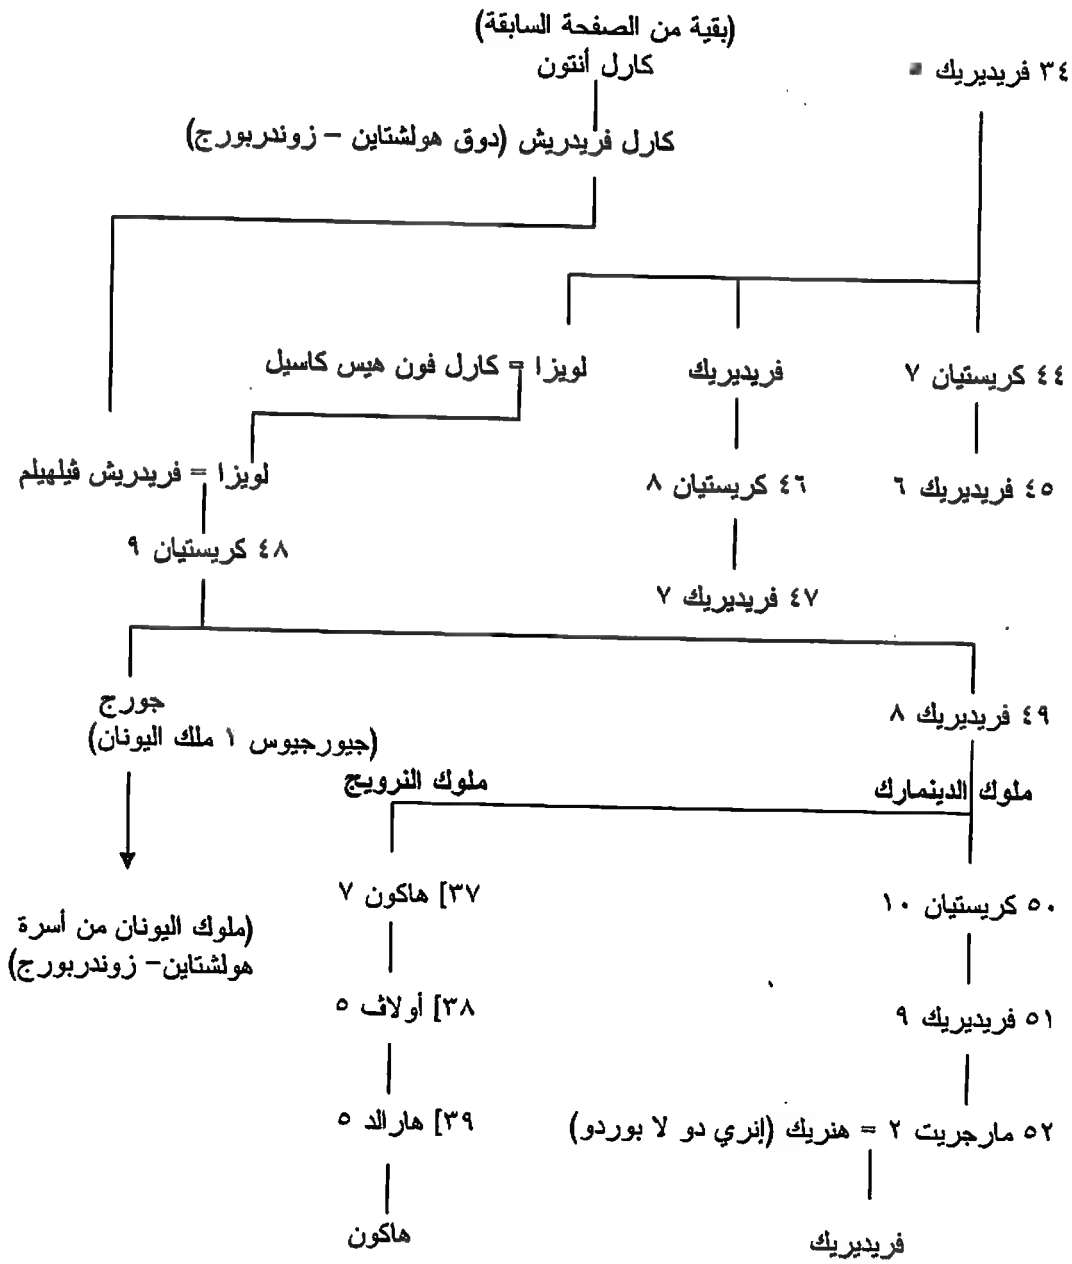 (بقية من الصفحة السابقة)
كارل أنتون
٣٤ فريديريك
كارل فريدريش (دوق هولشتاين – زوندربورج)
٤٤ كريستيان ٧
فريديريك
لويزا = كارل فون هيس كاسيل
٤٥ فريديريك ٦
٤٦ كريستيان ٨
لويزا = فريدريش ڤيلهيلم
٤٧ فريديريك ٧
٤٨ كريستيان ٩
٤٩ فريديريك ٨
جورج
(جيورجيوس ١ ملك اليونان)
ملوك الدينمارك
ملوك النرويج
٥٠ كريستيان ١٠
٣٧] هاكون ٧
(ملوك اليونان من أسرة
هولشتاين– زوندربورج)
٥١ فريديريك ٩
٣٨] أولاڤ ٥
٥٢ مارجريت ٢ = هنريك (إنري دو لا بوردو)
٣٩] هارالد ٥
فريديريك
هاكون